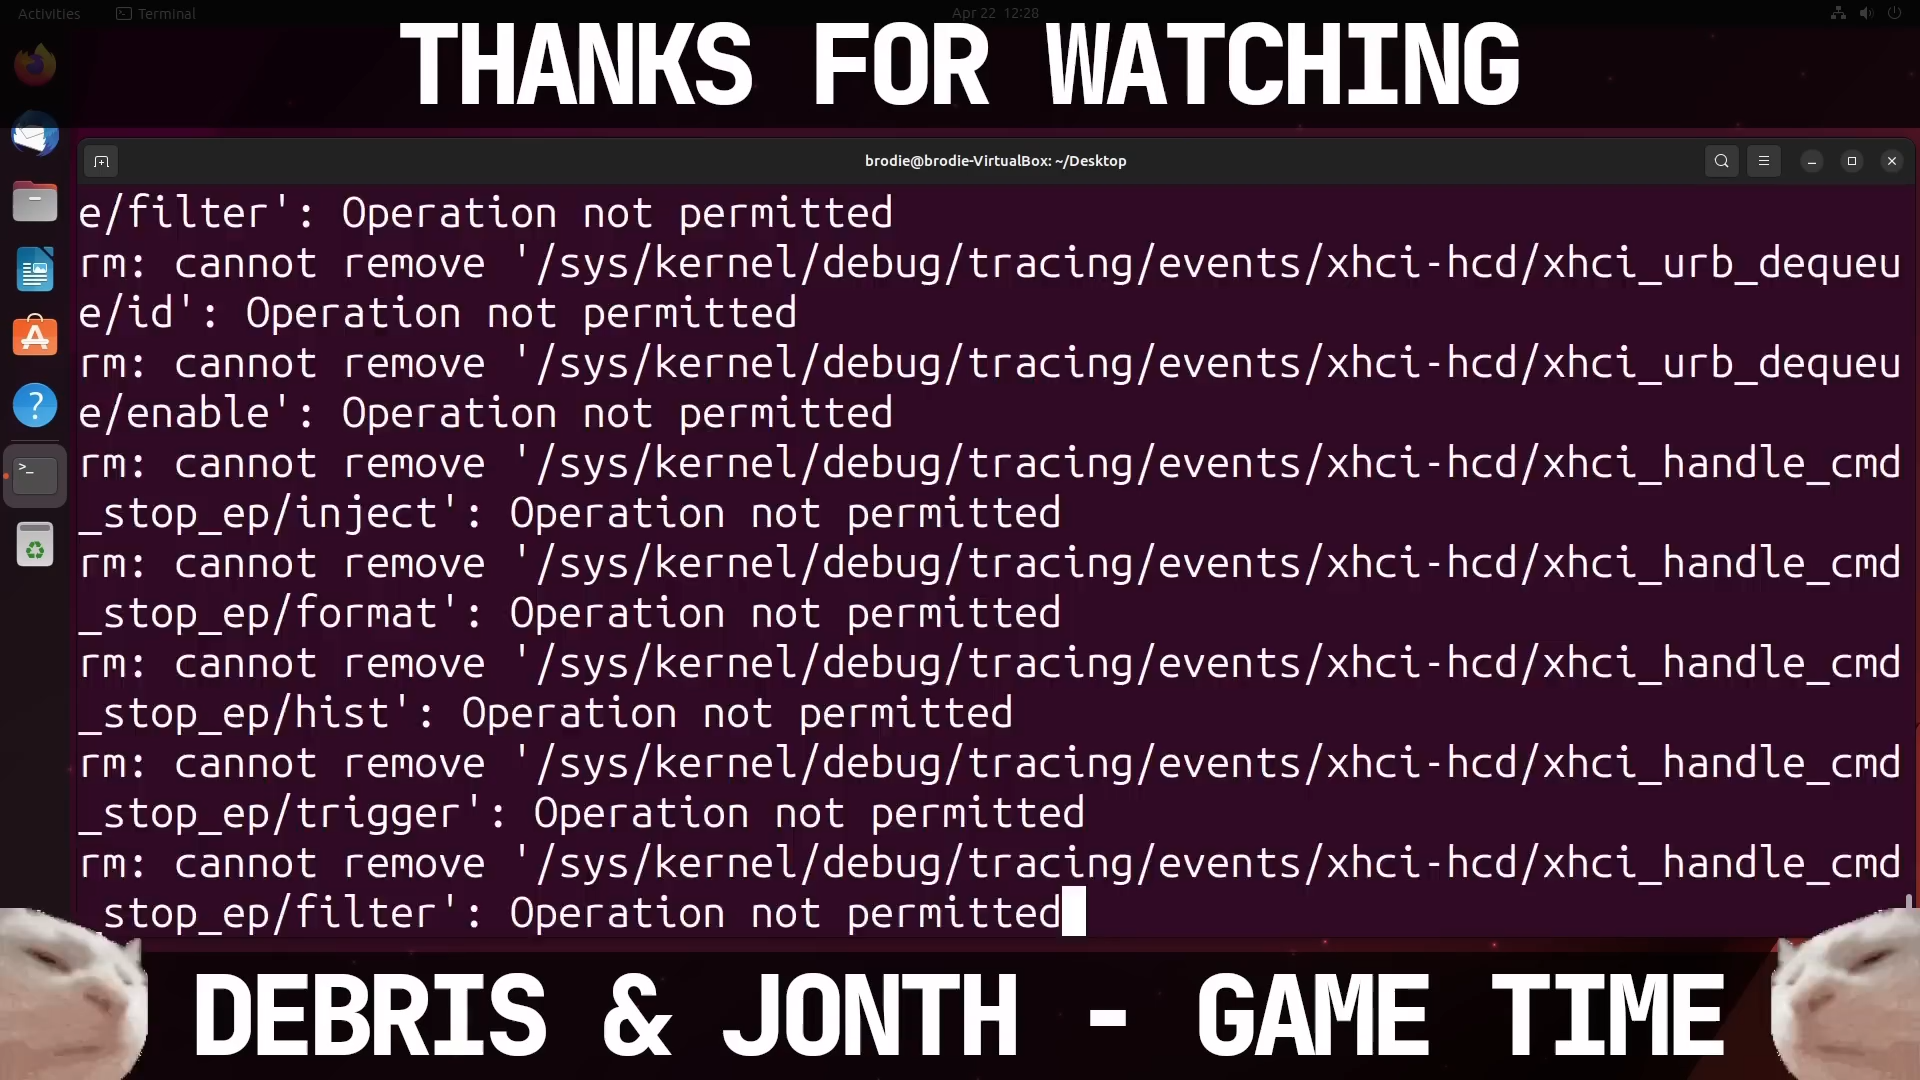 Activities Terminal Apr 22 12:28
THANKS FOR WATCHING
brodie@brodie-VirtualBox: ~/Desktop
e/filter': Operation not permitted
rm: cannot remove '/sys/kernel/debug/tracing/events/xhci-hcd/xhci_urb_dequeu
e/id': Operation not permitted
rm: cannot remove '/sys/kernel/debug/tracing/events/xhci-hcd/xhci_urb_dequeu
e/enable': Operation not permitted
rm: cannot remove '/sys/kernel/debug/tracing/events/xhci-hcd/xhci_handle_cmd
_stop_ep/inject': Operation not permitted
rm: cannot remove '/sys/kernel/debug/tracing/events/xhci-hcd/xhci_handle_cmd
_stop_ep/format': Operation not permitted
rm: cannot remove '/sys/kernel/debug/tracing/events/xhci-hcd/xhci_handle_cmd
_stop_ep/hist': Operation not permitted
rm: cannot remove '/sys/kernel/debug/tracing/events/xhci-hcd/xhci_handle_cmd
_stop_ep/trigger': Operation not permitted
rm: cannot remove '/sys/kernel/debug/tracing/events/xhci-hcd/xhci_handle_cmd
_stop_ep/filter': Operation not permitted
DEBRIS & JONTH - GAME TIME